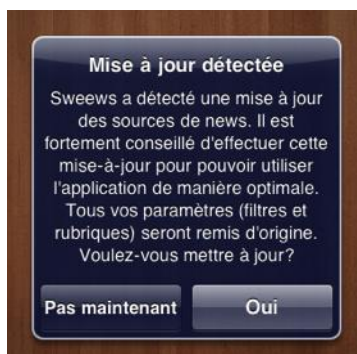 Mise à jour détectée
Sweews a détecté une mise à jour
des sources de news. Il est
fortement conseillé d'effectuer cette
mise-à-jour pour pouvoir utiliser
l'application de manière optimale.
Tous vos paramètres (filtres et
rubriques) seront remis d'origine.
Voulez-vous mettre à jour?
Pas maintenant
Oui